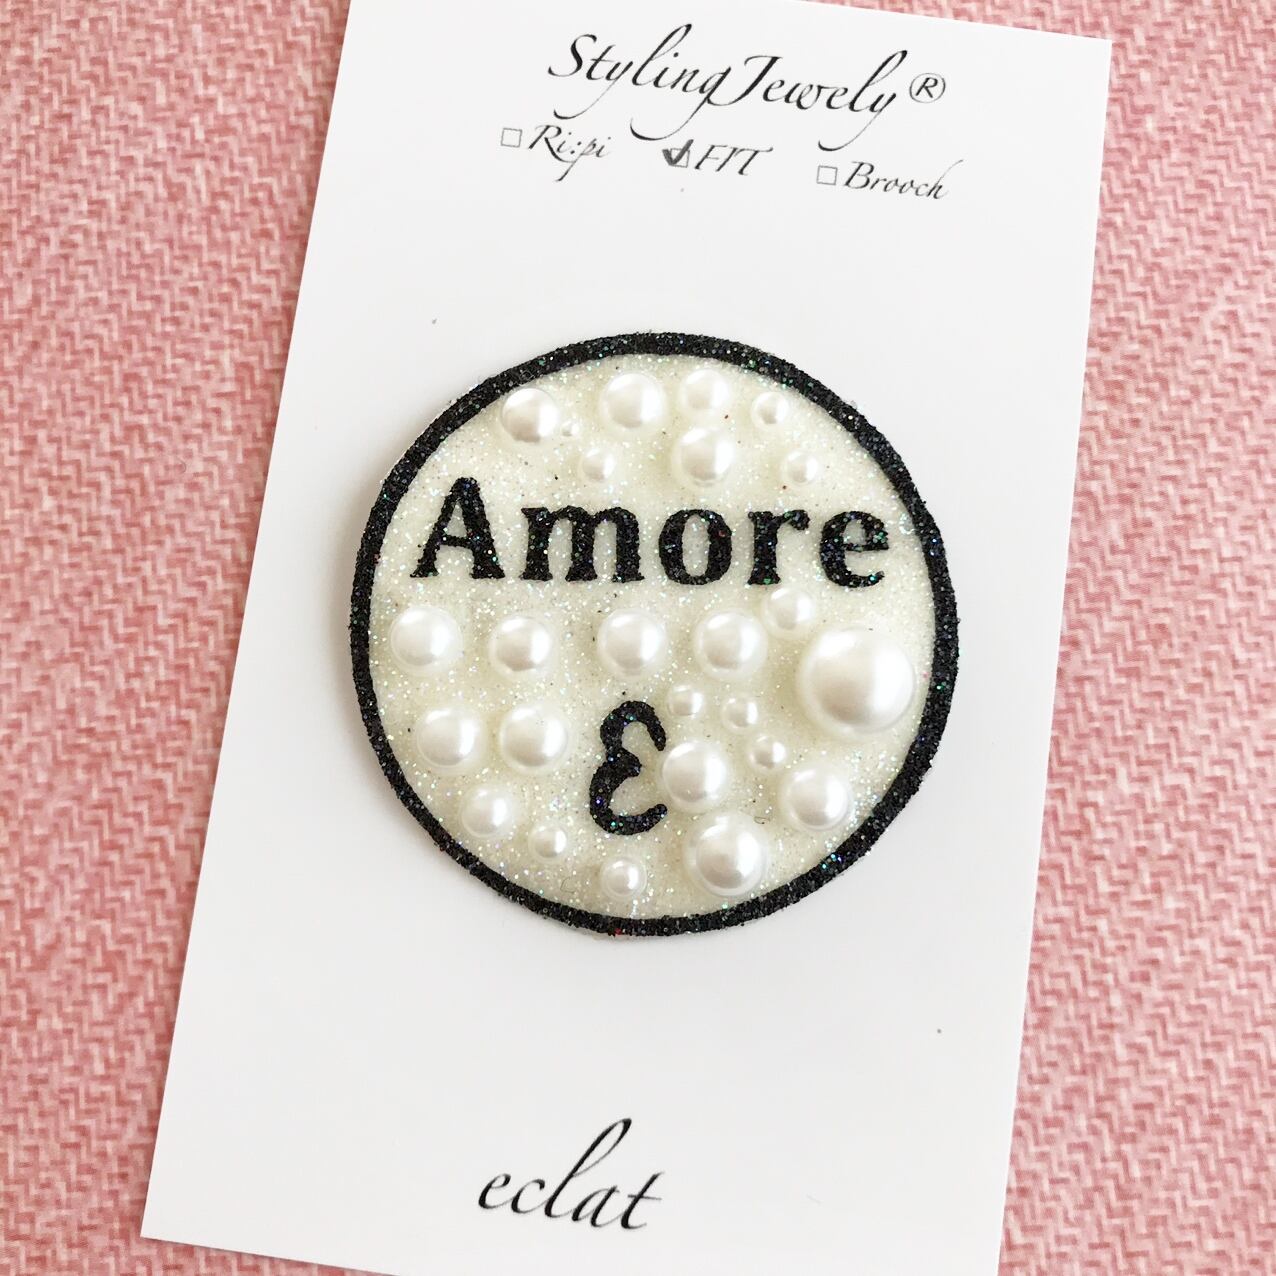 StylingJewely®
□ Ri:pi ☑ FIT □ Brooch
Amore
ε
eclat